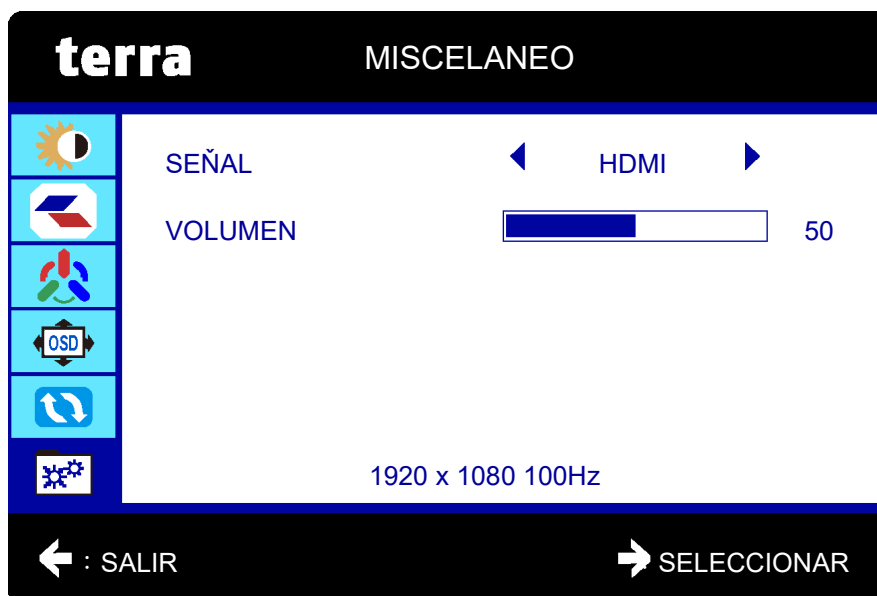 terra MISCELANEO
SEŇAL HDMI
VOLUMEN 50
OSD
1920 x 1080 100Hz
: SALIR SELECCIONAR